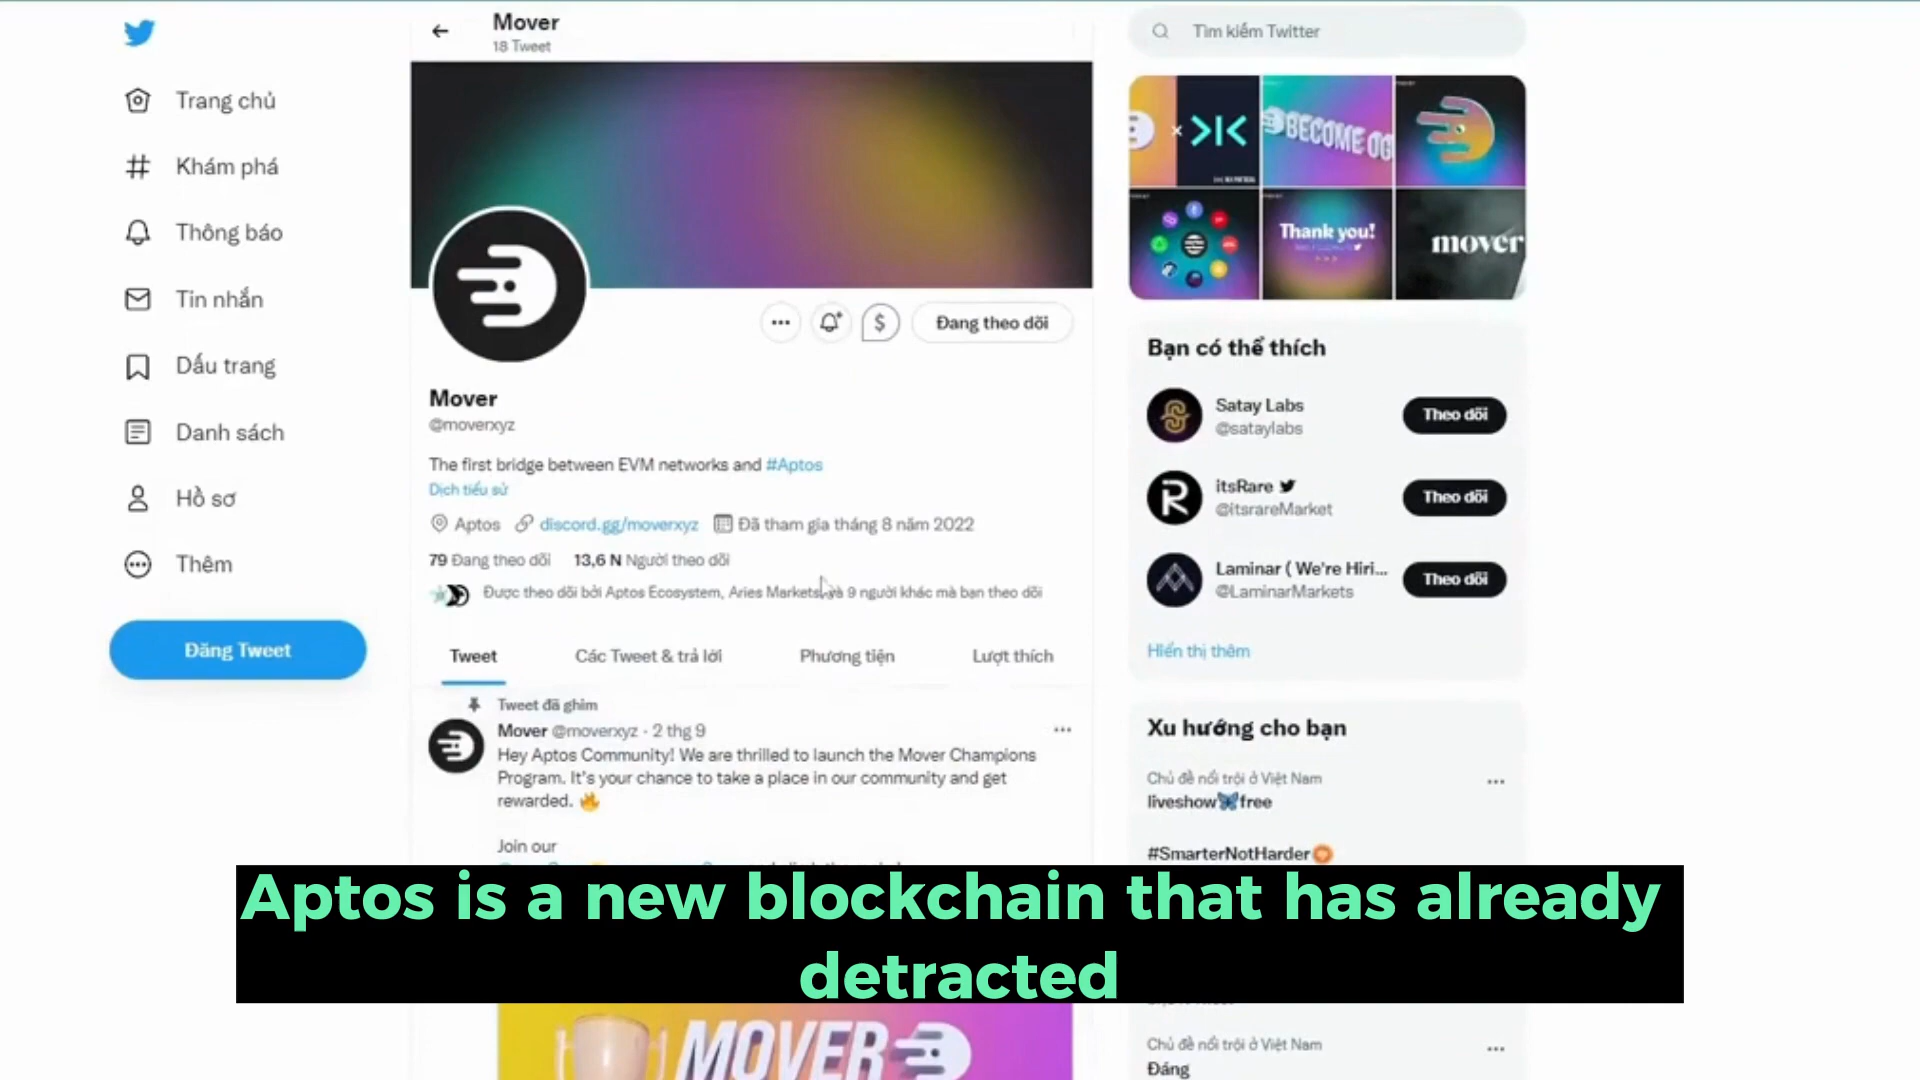 Mover
18 Tweet
Tìm kiếm Twitter
Trang chủ
Khám phá
Thông báo
Tin nhắn
Dấu trang
Danh sách
Hồ sơ
Thêm
Đăng Tweet
Đang theo dõi
Mover
@moverxyz
The first bridge between EVM networks and #Aptos
Dịch tiểu sử
Aptos discord.gg/moverxyz Đã tham gia tháng 8 năm 2022
79 Đang theo dõi 13,6 N Người theo dõi
Được theo dõi bởi Aptos Ecosystem, Aries Markets và 9 người khác mà bạn theo dõi
Tweet Các Tweet & trả lời Phương tiện Lượt thích
Tweet đã ghim
Mover @moverxyz · 2 thg 9
Hey Aptos Community! We are thrilled to launch the Mover Champions
Program. It's your chance to take a place in our community and get
rewarded. 🔥
Join our
MOVER
BECOME OG
Thank you!
mover
Bạn có thể thích
Satay Labs
@sataylabs
Theo dõi
itsRare
@itsrareMarket
Theo dõi
Laminar ( We're Hiri...
@LaminarMarkets
Theo dõi
Hiển thị thêm
Xu hướng cho bạn
Chủ đề nổi trội ở Việt Nam
liveshow🦋free
#SmarterNotHarder
Chủ đề nổi trội ở Việt Nam
Đảng
Aptos is a new blockchain that has already
detracted